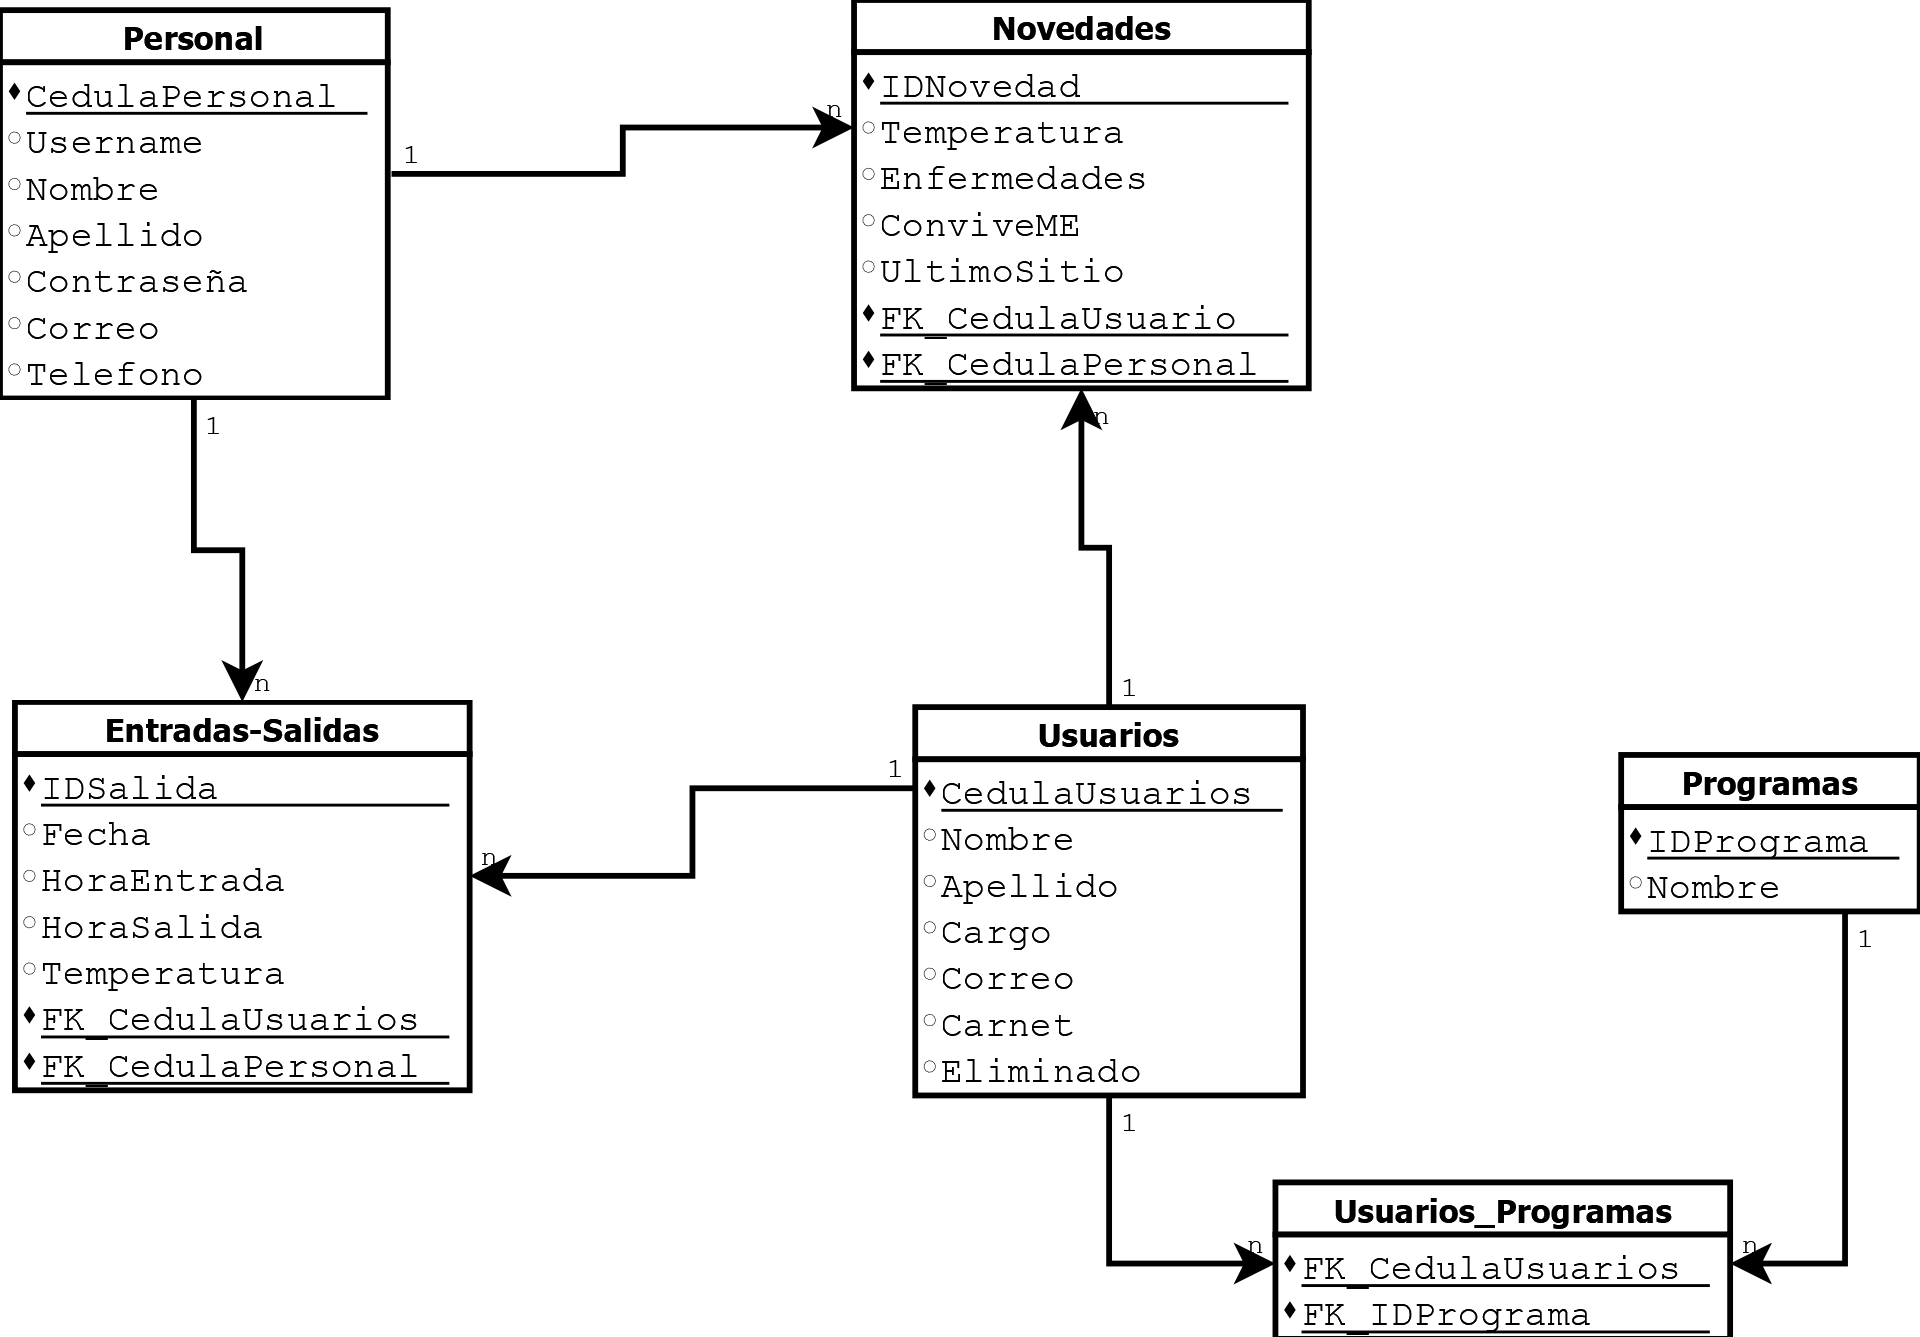 Personal
CedulaPersonal
Username
Nombre
Apellido
Contraseña
Correo
Telefono
1
n
1
n
Novedades
IDNovedad
Temperatura
Enfermedades
ConviveME
UltimoSitio
FK_CedulaUsuario
FK_CedulaPersonal
n
1
Entradas-Salidas
IDSalida
Fecha
HoraEntrada
HoraSalida
Temperatura
FK_CedulaUsuarios
FK_CedulaPersonal
n
1
Usuarios
CedulaUsuarios
Nombre
Apellido
Cargo
Correo
Carnet
Eliminado
1
n
Programas
IDPrograma
Nombre
1
n
Usuarios_Programas
FK_CedulaUsuarios
FK_IDPrograma